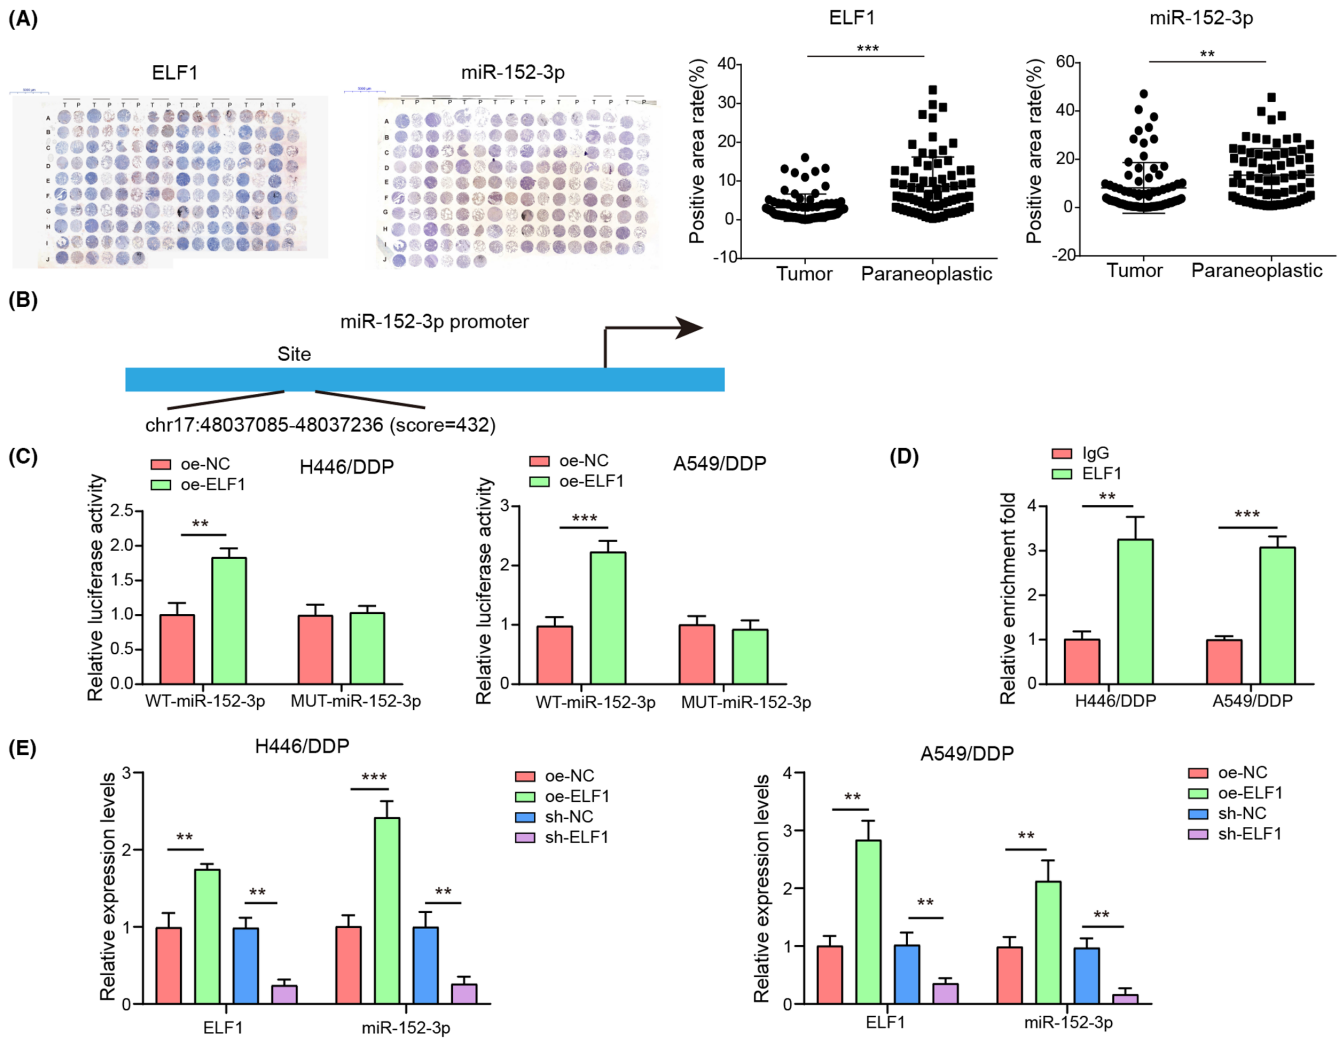 (A)
ELF1
T P T P T P T P T P T P T P T P
A
B
C
D
E
F
G
H
I
J
miR-152-3p
T P T P T P T P T P T P T P T P
A
B
C
D
E
F
G
H
I
J
ELF1
***
Positive area rate(%)
40
30
20
10
0
-10
Tumor Paraneoplastic
miR-152-3p
**
Positive area rate(%)
60
40
20
0
-20
Tumor Paraneoplastic
(B)
miR-152-3p promoter
Site
chr17:48037085-48037236 (score=432)
(C)
oe-NC
oe-ELF1
H446/DDP
Relative luciferase activity
2.5
2.0
1.5
1.0
0.5
0.0
**
WT-miR-152-3p MUT-miR-152-3p
oe-NC
oe-ELF1
A549/DDP
Relative luciferase activity
3
2
1
0
***
WT-miR-152-3p MUT-miR-152-3p
(D)
IgG
ELF1
Relative enrichment fold
4
3
2
1
0
**
***
H446/DDP A549/DDP
(E)
H446/DDP
Relative expression levels
3
2
1
0
**
**
***
**
ELF1 miR-152-3p
oe-NC
oe-ELF1
sh-NC
sh-ELF1
A549/DDP
Relative expression levels
4
3
2
1
0
**
**
**
**
ELF1 miR-152-3p
oe-NC
oe-ELF1
sh-NC
sh-ELF1